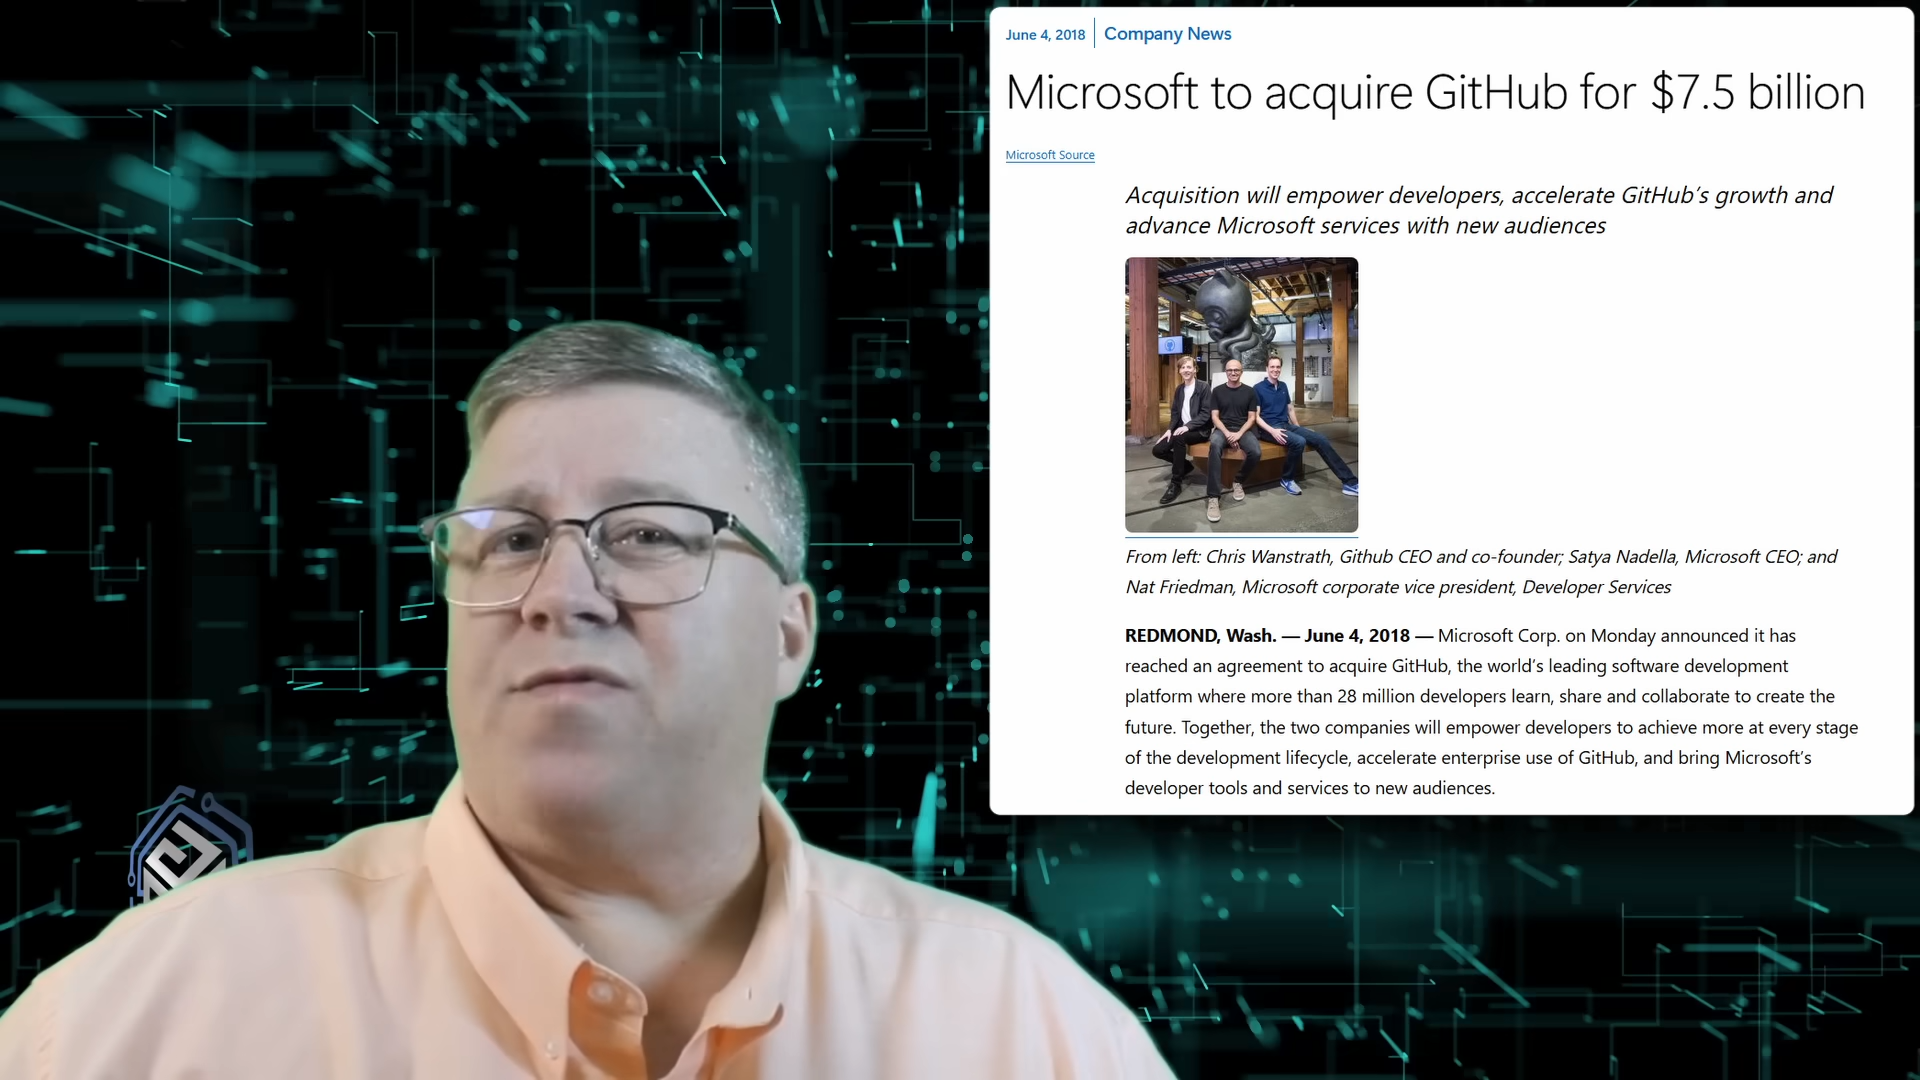 June 4, 2018 Company News
Microsoft to acquire GitHub for $7.5 billion
Microsoft Source
Acquisition will empower developers, accelerate GitHub’s growth and
advance Microsoft services with new audiences
From left: Chris Wanstrath, Github CEO and co-founder; Satya Nadella, Microsoft CEO; and
Nat Friedman, Microsoft corporate vice president, Developer Services
REDMOND, Wash. — June 4, 2018 — Microsoft Corp. on Monday announced it has
reached an agreement to acquire GitHub, the world’s leading software development
platform where more than 28 million developers learn, share and collaborate to create the
future. Together, the two companies will empower developers to achieve more at every stage
of the development lifecycle, accelerate enterprise use of GitHub, and bring Microsoft’s
developer tools and services to new audiences.